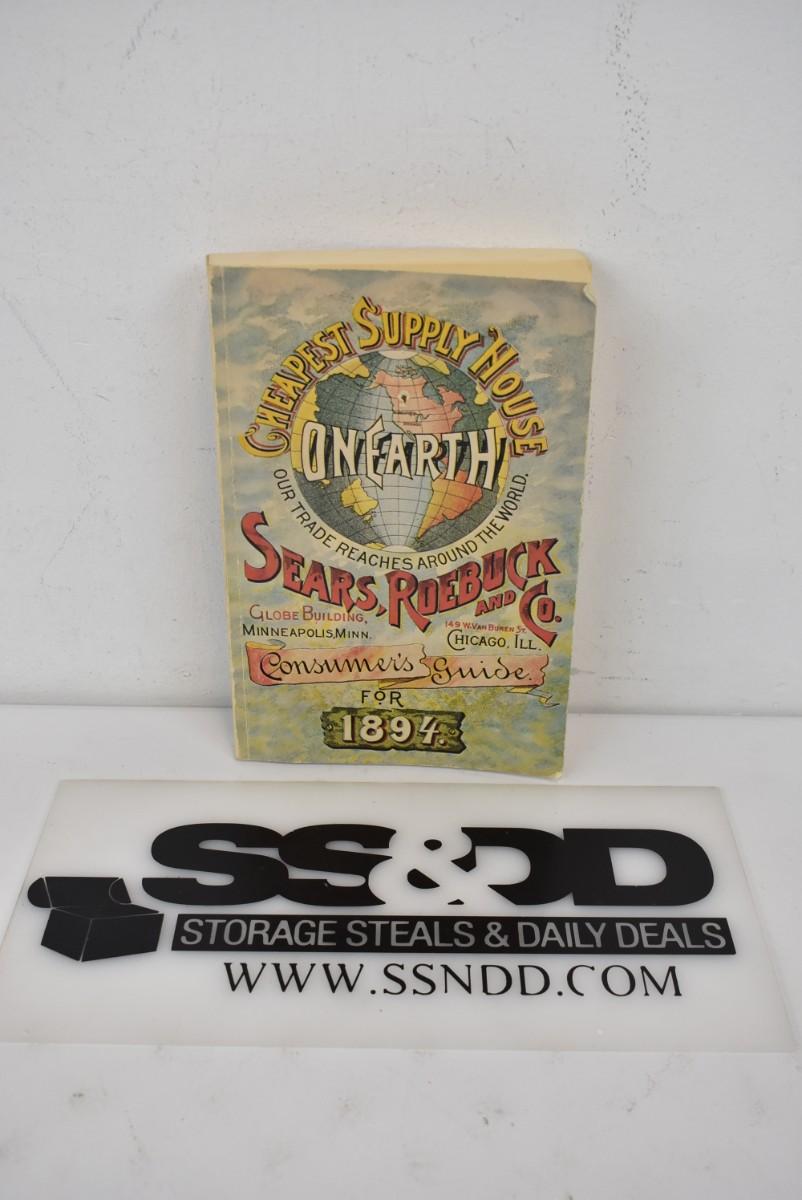 CHEAPEST SUPPLY HOUSE
ON EARTH
OUR TRADE REACHES AROUND THE WORLD.
SEARS, ROEBUCK
AND CO.
GLOBE BUILDING,
MINNEAPOLIS, MINN.
149 W. VAN BUREN ST.
CHICAGO, ILL.
Consumer's Guide.
FOR
1894.
SS&DD
STORAGE STEALS & DAILY DEALS
WWW.SSNDD.COM